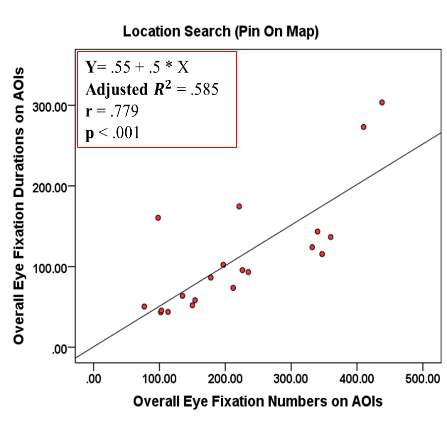 Location Search (Pin On Map)
Y= .55 + .5 * X
Adjusted R² = .585
r = .779
p < .001
Overall Eye Fixation Durations on AOIs
300.00
200.00
100.00
.00
.00 100.00 200.00 300.00 400.00 500.00
Overall Eye Fixation Numbers on AOIs